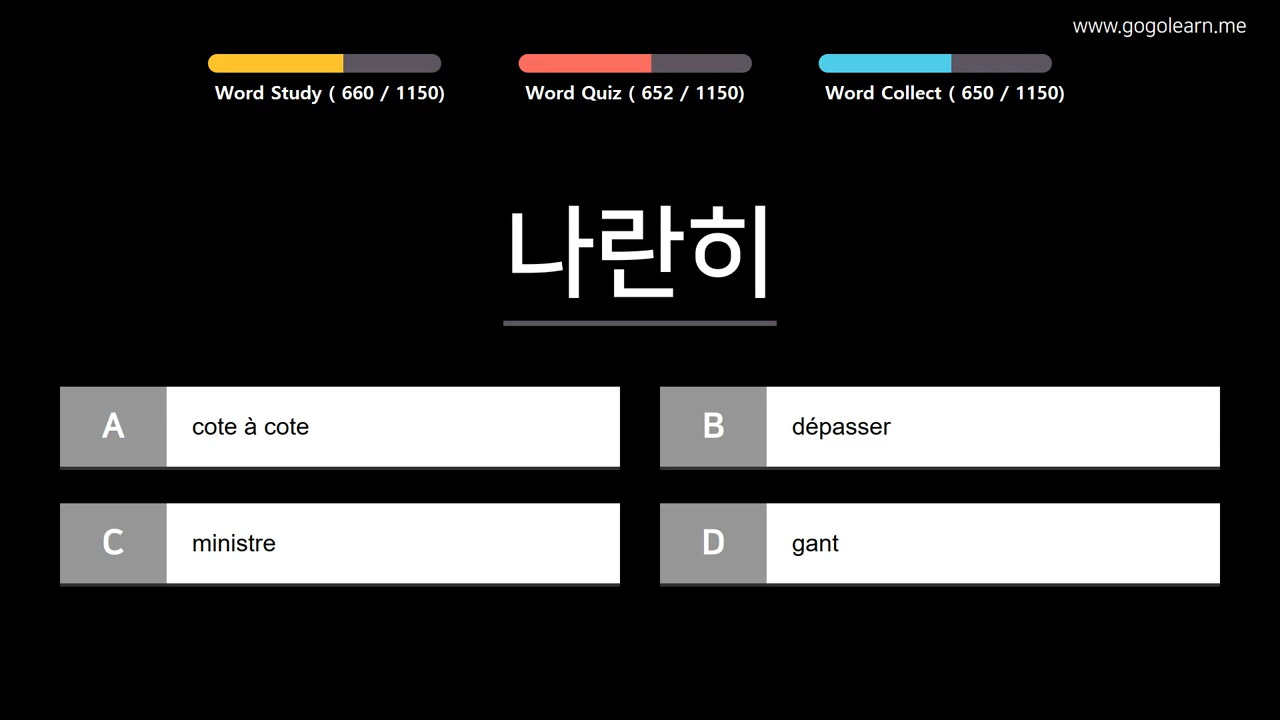 www.gogolearn.me
Word Study ( 660 / 1150)
Word Quiz ( 652 / 1150)
Word Collect ( 650 / 1150)
나란히
A cote à cote
B dépasser
C ministre
D gant